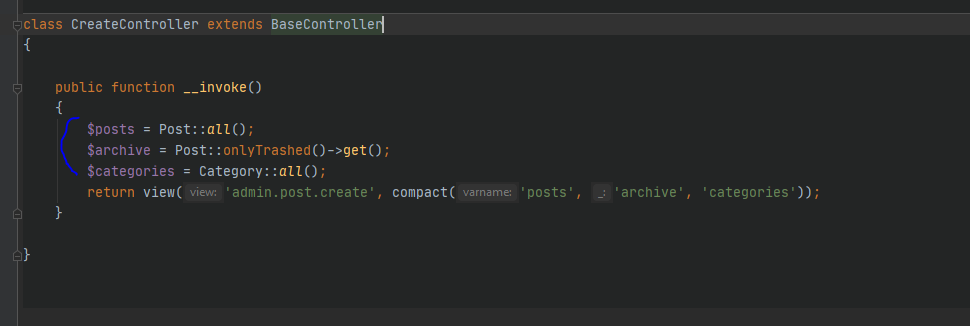 class CreateController extends BaseController
{
public function __invoke()
{
$posts = Post::all();
$archive = Post::onlyTrashed()->get();
$categories = Category::all();
return view( view: 'admin.post.create', compact( varname: 'posts', _: 'archive', 'categories'));
}
}